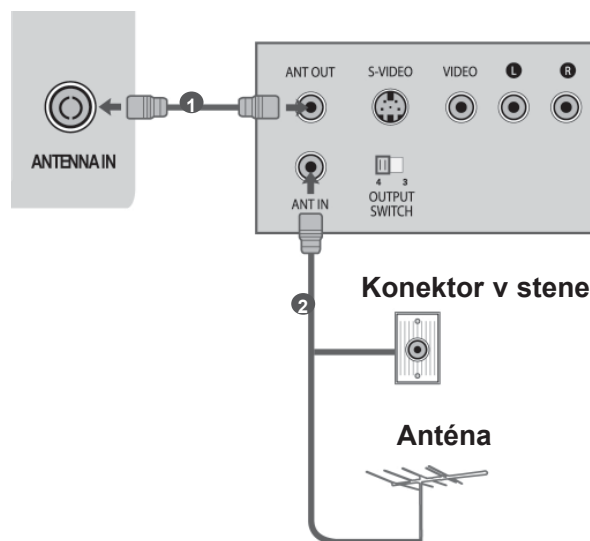 ANT OUT S-VIDEO VIDEO L R
1
ANTENNA IN
4 3
ANT IN
OUTPUT
SWITCH
2
Konektor v stene
Anténa